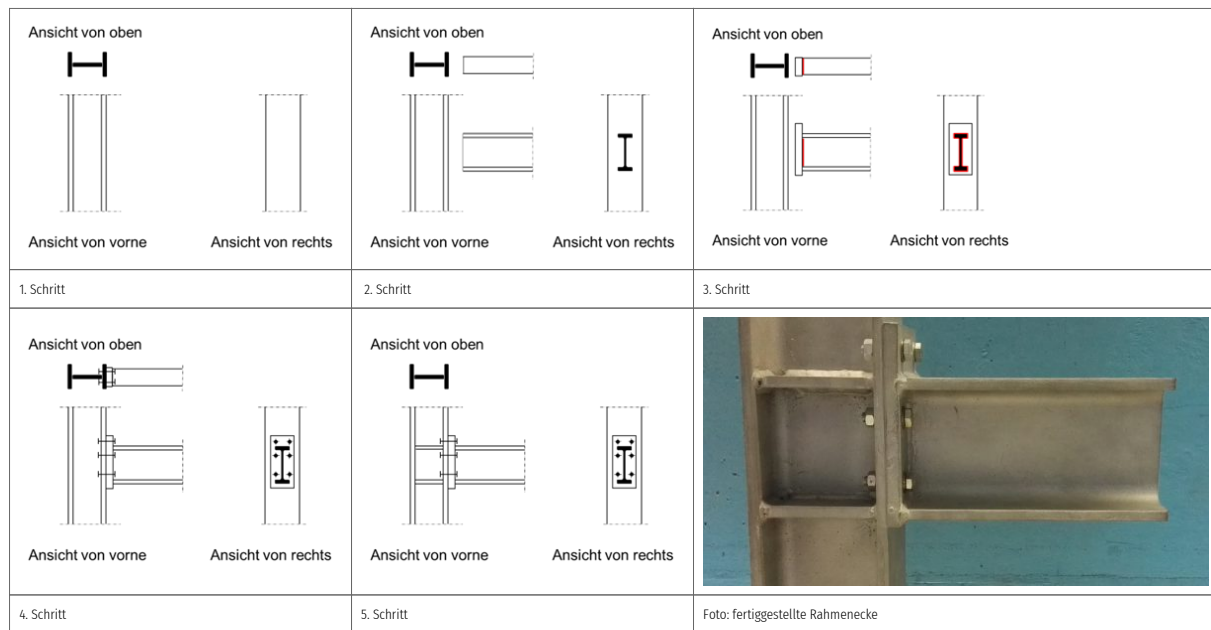 Ansicht von oben
Ansicht von vorne
Ansicht von rechts
1. Schritt
Ansicht von oben
Ansicht von vorne
Ansicht von rechts
2. Schritt
Ansicht von oben
Ansicht von vorne
Ansicht von rechts
3. Schritt
Ansicht von oben
Ansicht von vorne
Ansicht von rechts
4. Schritt
Ansicht von oben
Ansicht von vorne
Ansicht von rechts
5. Schritt
Foto: fertiggestellte Rahmenecke